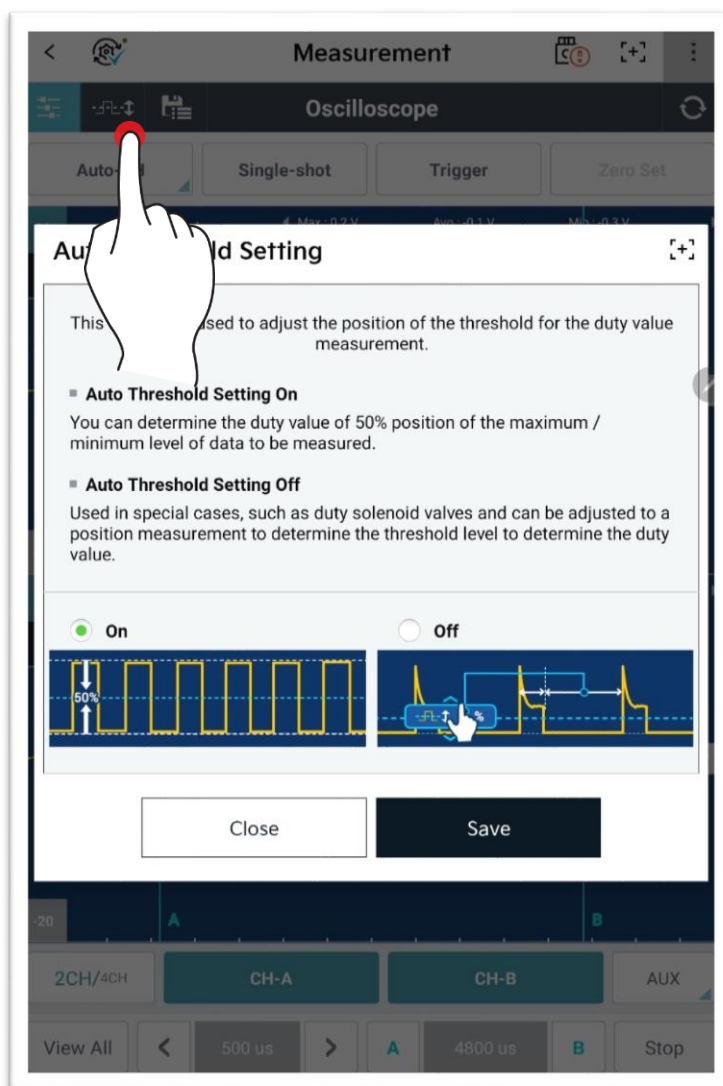 Measurement
Oscilloscope
Single-shot
Trigger
Zero Set
Max : 0.2 V
Avg : -0.1 V
Setting
This
used to adjust the position of the threshold for the duty value
measurement.
Auto Threshold Setting On
You can determine the duty value of 50% position of the maximum /
minimum level of data to be measured.
Auto Threshold Setting Off
Used in special cases, such as duty solenoid valves and can be adjusted to a
position measurement to determine the threshold level to determine the duty
value.
On
Off
50%
%
Close
Save
-20
A
B
2CH/4CH
CH-A
CH-B
AUX
View All
500 us
A
4800 us
B
Stop